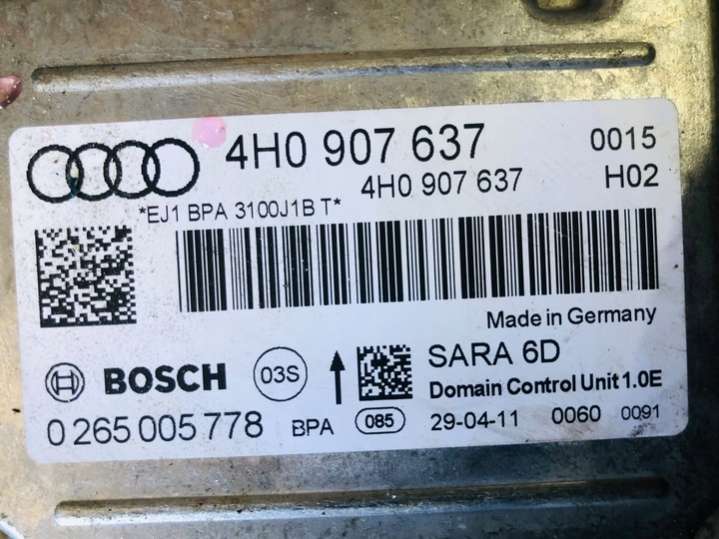 4H0 907 637 0015
4H0 907 637 H02
*EJ1 BPA 3100J1B T*
Made in Germany
BOSCH 03S SARA 6D
Domain Control Unit 1.0E
0 265 005 778 BPA 085 29-04-11 0060 0091